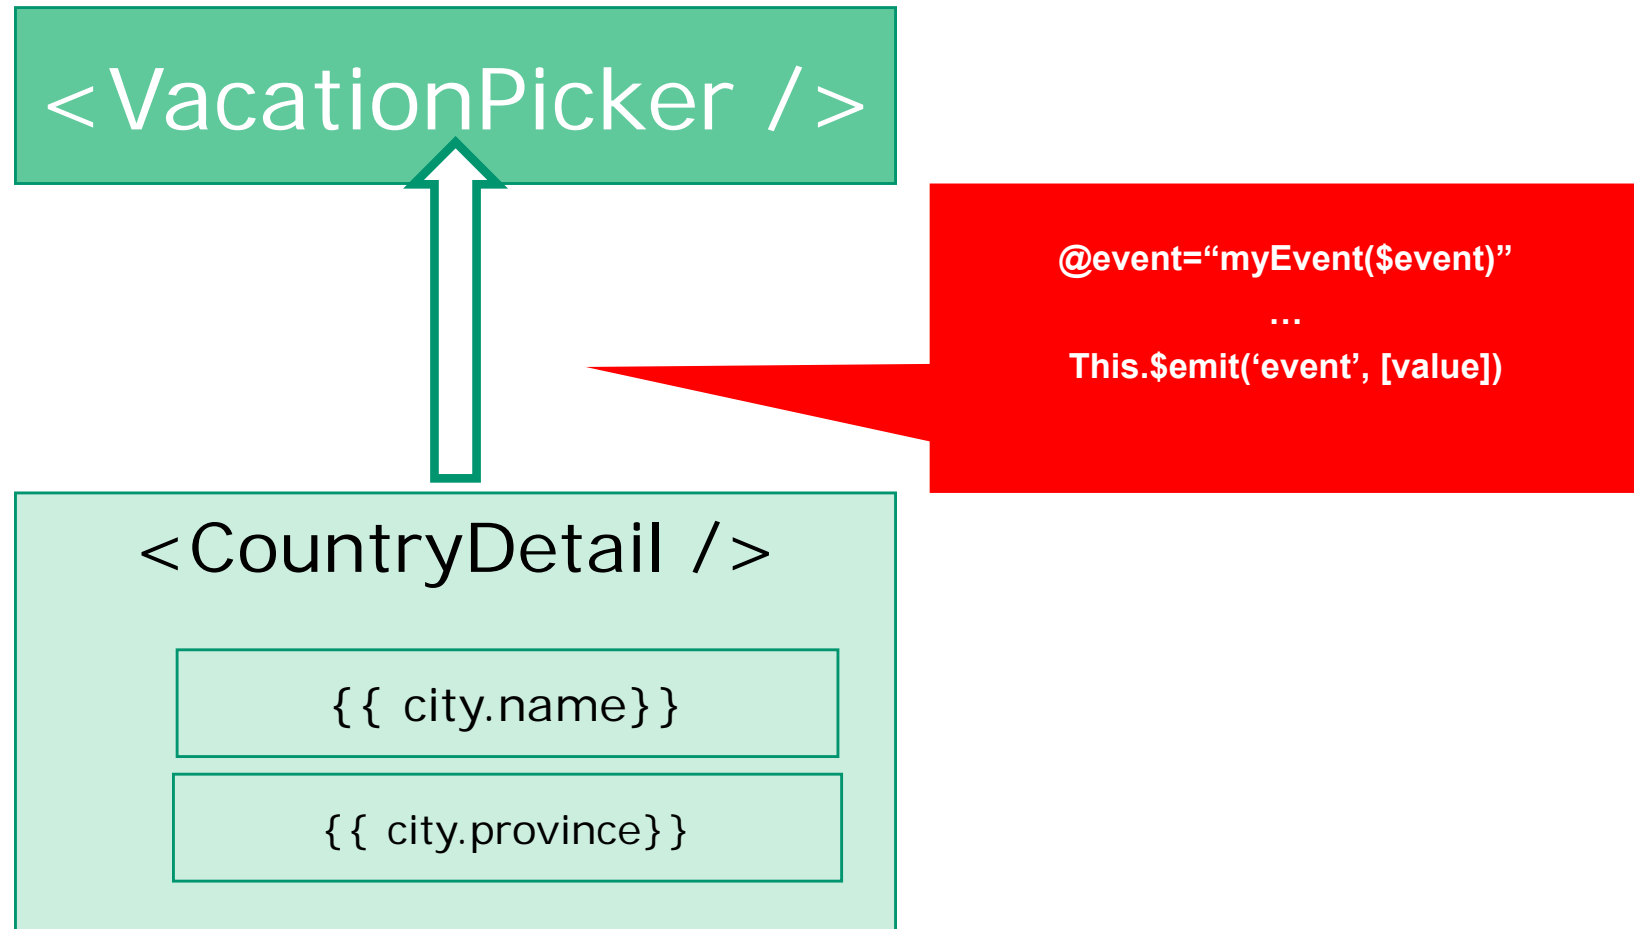 <VacationPicker />
@event=“myEvent($event)”
…
This.$emit(‘event’, [value])
<CountryDetail />
{{ city.name}}
{{ city.province}}